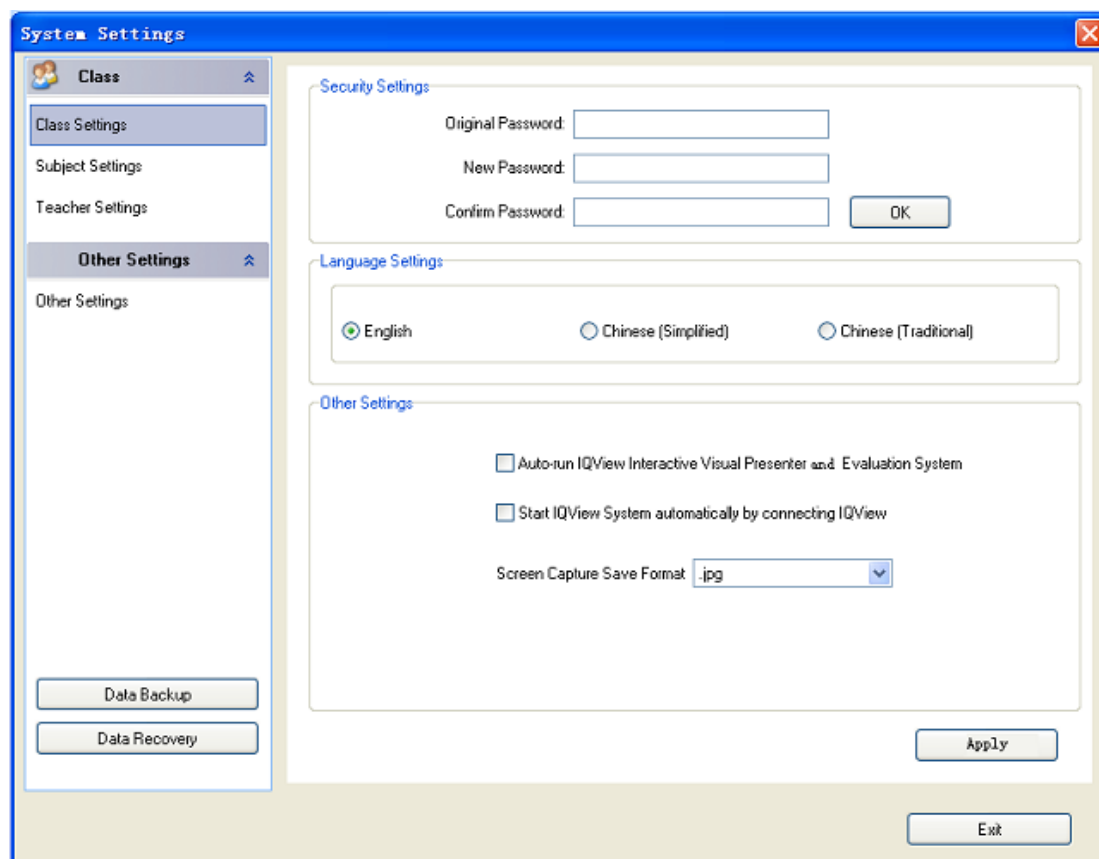 System Settings
Class
Class Settings
Subject Settings
Teacher Settings
Other Settings
Other Settings
Data Backup
Data Recovery
Security Settings
Original Password:
New Password:
Confirm Password:
OK
Language Settings
English
Chinese (Simplified)
Chinese (Traditional)
Other Settings
Auto-run IQView Interactive Visual Presenter and Evaluation System
Start IQView System automatically by connecting IQView
Screen Capture Save Format .jpg
Apply
Exit